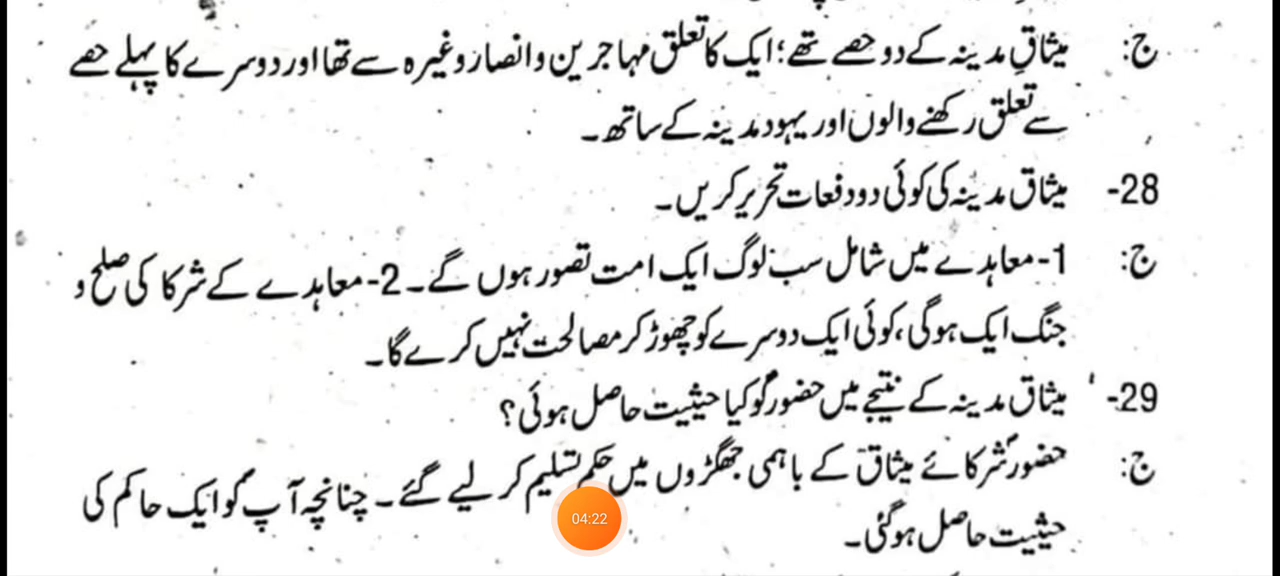 ج: میثاقِ مدینہ کے دو حصے تھے؛ ایک کا تعلق مہاجرین و انصار وغیرہ سے تھا اور دوسرے کا پہلے حصے
سے تعلق رکھنے والوں اور یہود مدینہ کے ساتھ۔
28- میثاق مدینہ کی کوئی دو دفعات تحریر کریں۔
ج: 1- معاہدے میں شامل سب لوگ ایک امت تصور ہوں گے۔ 2- معاہدے کے شرکا کی صلح و
جنگ ایک ہوگی، کوئی ایک دوسرے کو چھوڑ کر مصالحت نہیں کرے گا۔
29- میثاق مدینہ کے نتیجے میں حضورؐ کو کیا حیثیت حاصل ہوئی؟
ج: حضورؐ شرکائے میثاق کے باہمی جھگڑوں میں حکم تسلیم کر لیے گئے۔ چنانچہ آپؐ کو ایک حاکم کی
حیثیت حاصل ہوگئی۔
04:22